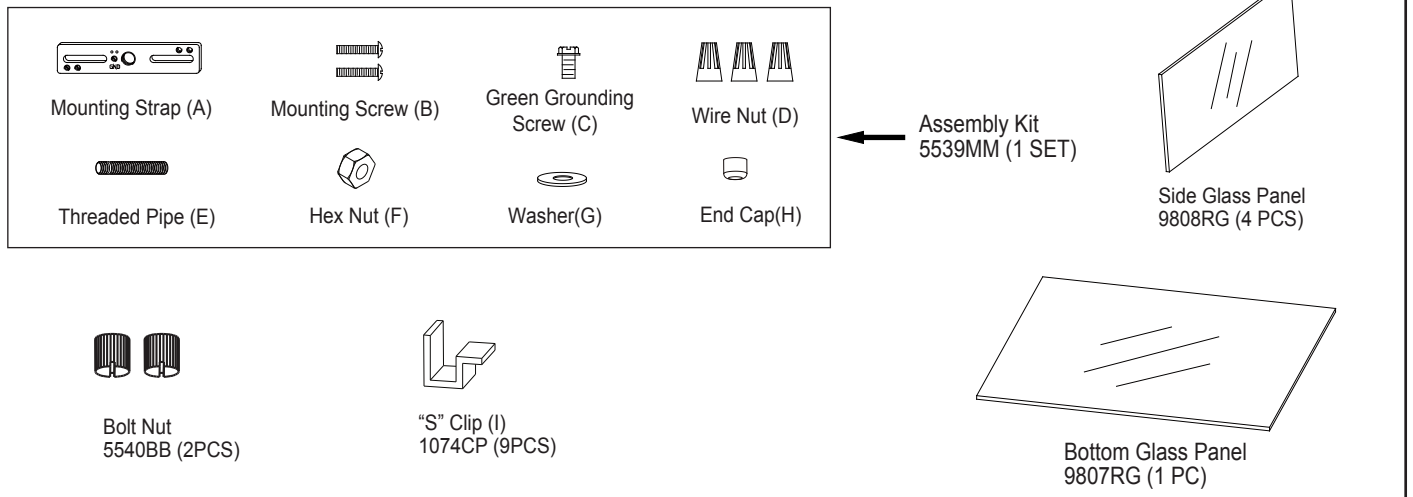 GND
Mounting Strap (A)
Mounting Screw (B)
Green Grounding
Screw (C)
Wire Nut (D)
Threaded Pipe (E)
Hex Nut (F)
Washer(G)
End Cap(H)
Assembly Kit
5539MM (1 SET)
Side Glass Panel
9808RG (4 PCS)
Bolt Nut
5540BB (2PCS)
“S” Clip (I)
1074CP (9PCS)
Bottom Glass Panel
9807RG (1 PC)